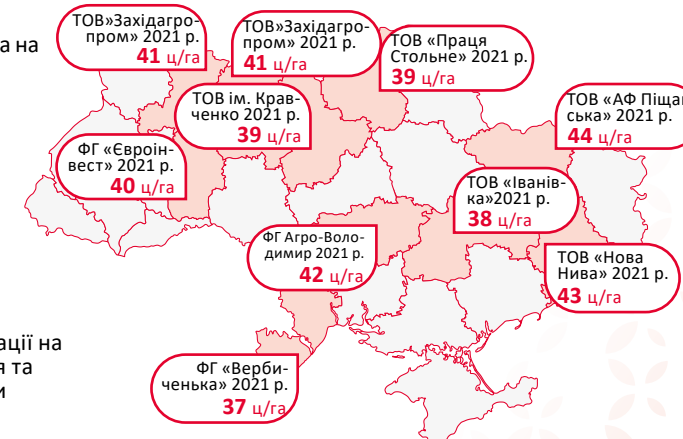 а на
ТОВ»Західагро-
пром» 2021 р.
41 ц/га
ТОВ»Західагро-
пром» 2021 р.
41 ц/га
ТОВ «Праця
Стольне» 2021 р.
39 ц/га
ТОВ ім. Крав-
ченко 2021 р.
39 ц/га
ТОВ «АФ Піщан
ська» 2021 р.
44 ц/га
ФГ «Євроін-
вест» 2021 р.
40 ц/га
ТОВ «Іванів-
ка»2021 р.
38 ц/га
ФГ Агро-Воло-
димир 2021 р.
42 ц/га
ТОВ «Нова
Нива» 2021 р.
43 ц/га
ації на
я та
и
ФГ «Верби-
ченька» 2021 р.
37 ц/га